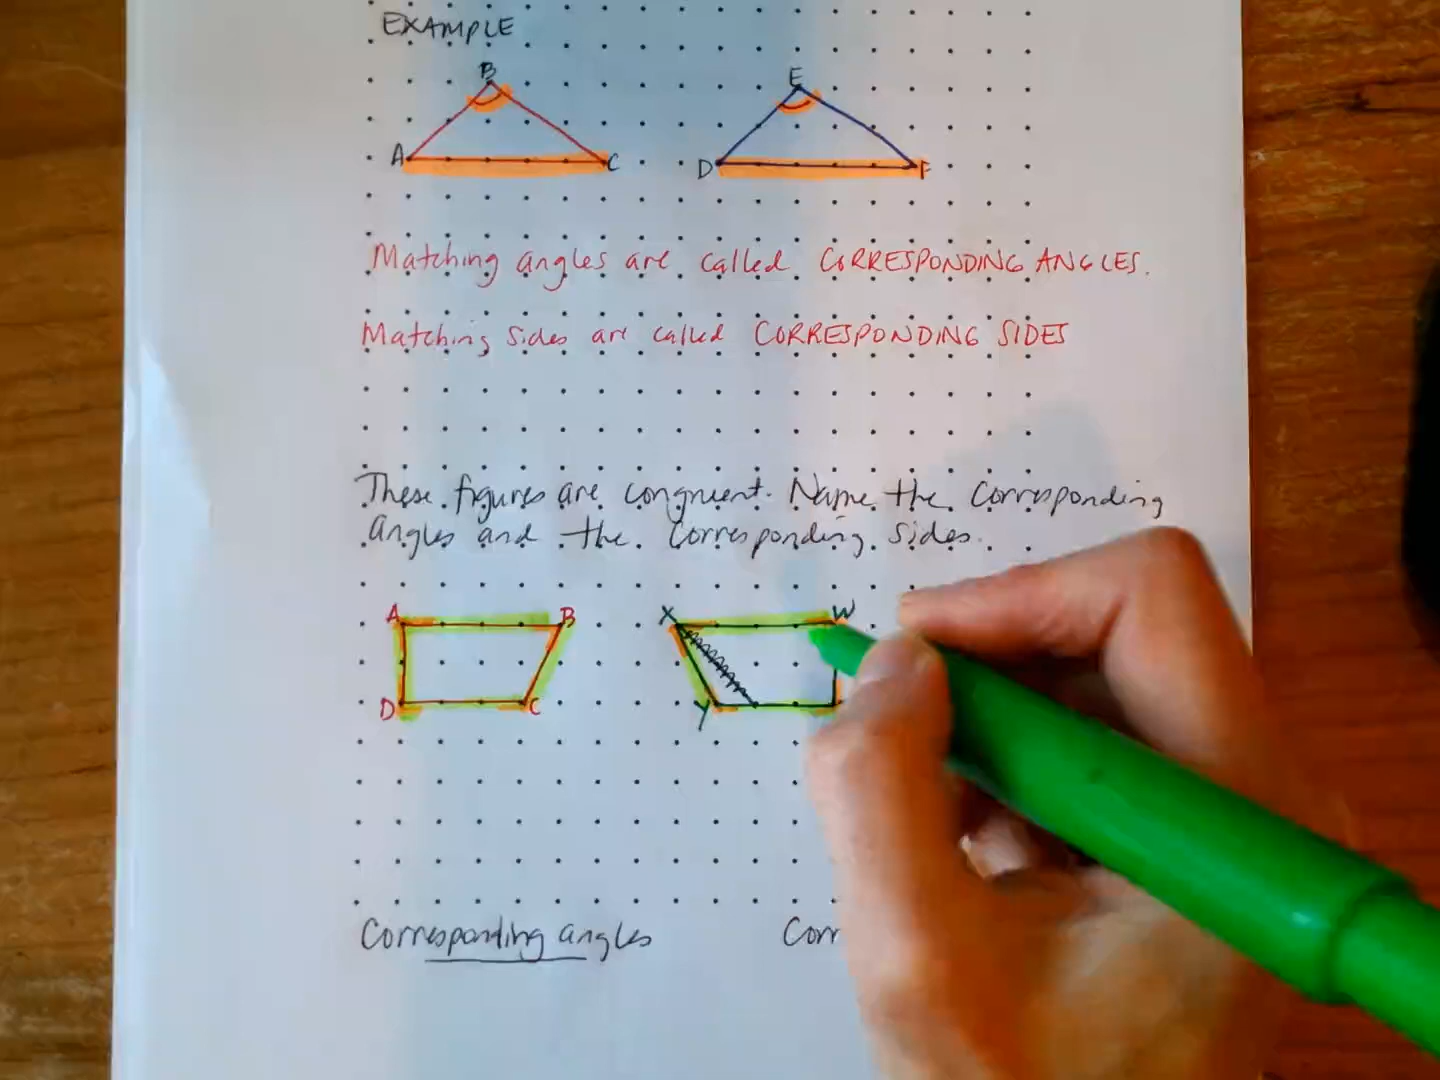 EXAMPLE
B E
A C D F
Matching angles are called CORRESPONDING ANGLES.
Matching sides are called CORRESPONDING SIDES
These figures are congruent. Name the corresponding
angles and the corresponding sides.
A B X W
D C Y
Corresponding angles Corr